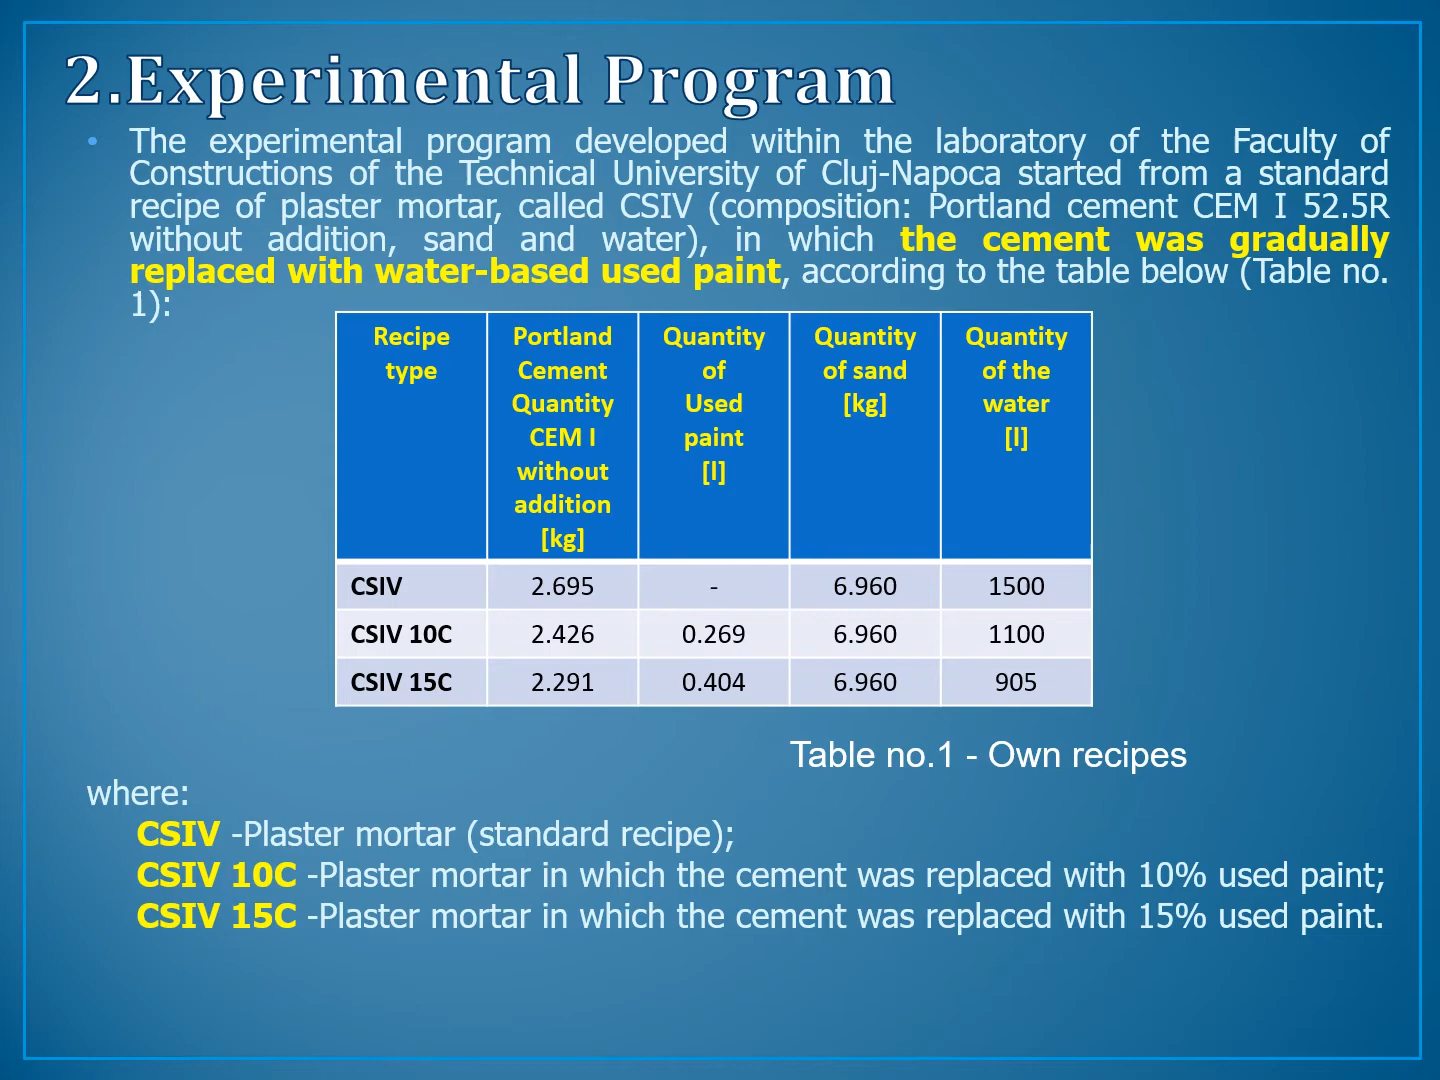 2.Experimental Program
• The experimental program developed within the laboratory of the Faculty of
Constructions of the Technical University of Cluj-Napoca started from a standard
recipe of plaster mortar, called CSIV (composition: Portland cement CEM I 52.5R
without addition, sand and water), in which the cement was gradually
replaced with water-based used paint, according to the table below (Table no.
1):
Recipe type | Portland Cement Quantity CEM I without addition [kg] | Quantity of Used paint [l] | Quantity of sand [kg] | Quantity of the water [l]
CSIV | 2.695 | - | 6.960 | 1500
CSIV 10C | 2.426 | 0.269 | 6.960 | 1100
CSIV 15C | 2.291 | 0.404 | 6.960 | 905
Table no.1 - Own recipes
where:
CSIV -Plaster mortar (standard recipe);
CSIV 10C -Plaster mortar in which the cement was replaced with 10% used paint;
CSIV 15C -Plaster mortar in which the cement was replaced with 15% used paint.